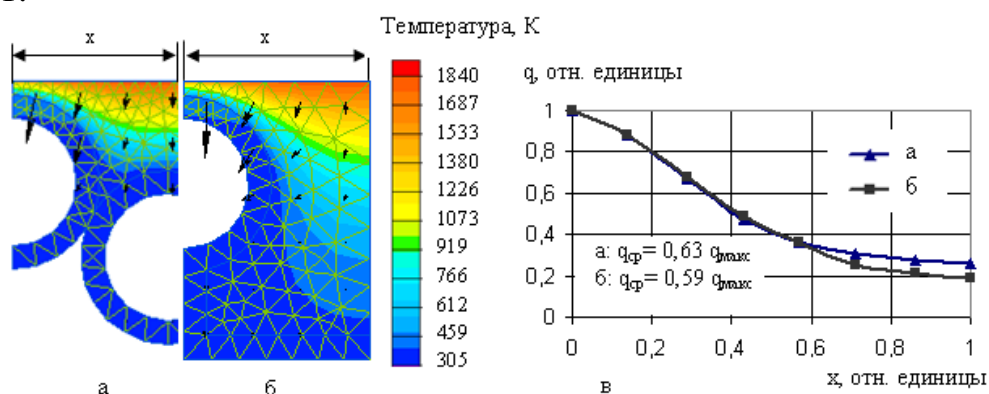 Температура, К
x
x
1840
1687
1533
1380
1226
1073
919
766
612
459
305
а
б
q, отн. единицы
1
0,8
0,6
0,4
0,2
0
а
б
а: qср= 0,63 qмакс
б: qср= 0,59 qмакс
0 0,2 0,4 0,6 0,8 1
x, отн. единицы
в